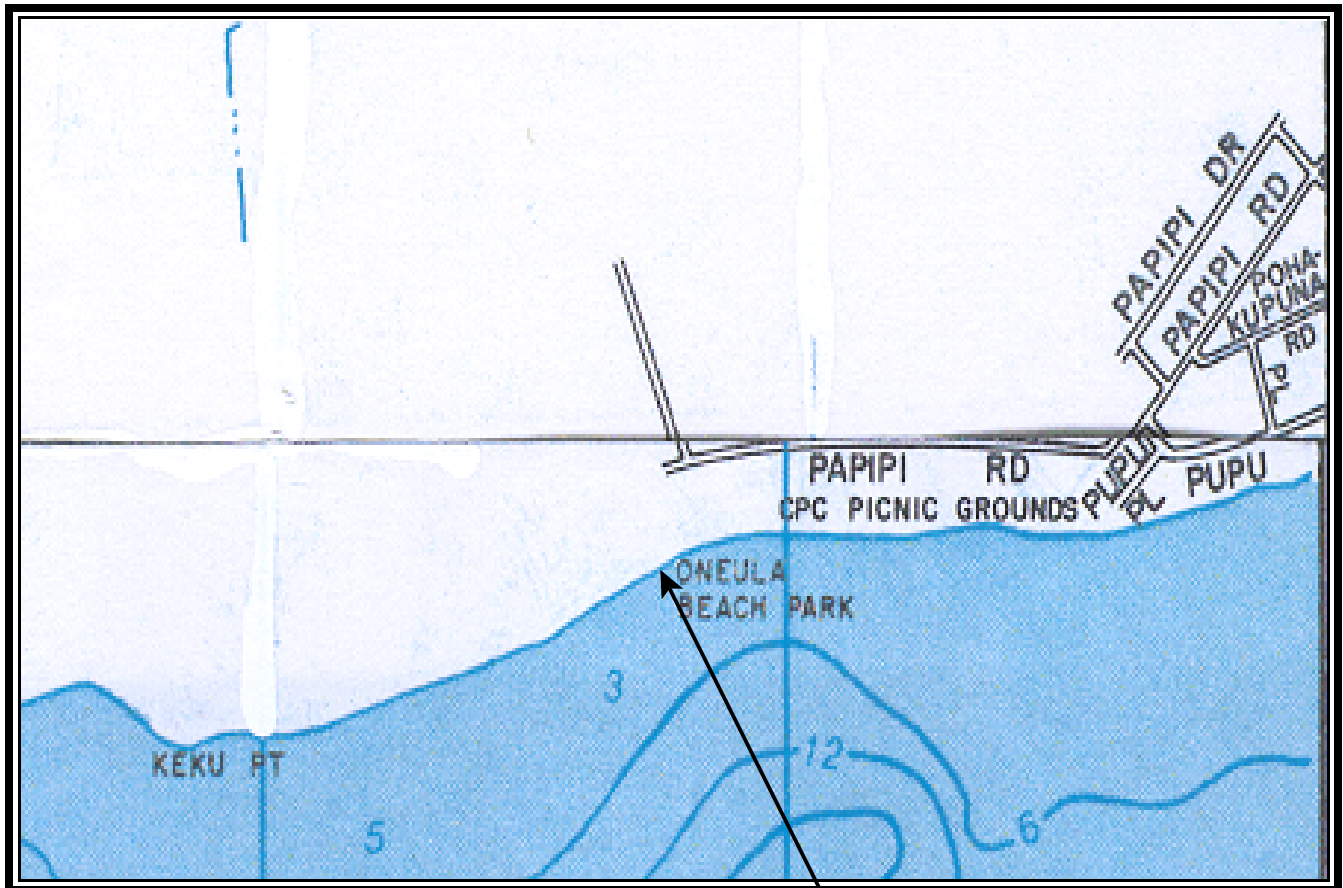 PAPIPI DR
PAPIPI RD
POHA-
KUPUNA
RD
PL
PAPIPI RD
PUPU
PL
CPC PICNIC GROUNDS
ONEULA
BEACH PARK
3
12
KEKU PT
5
6